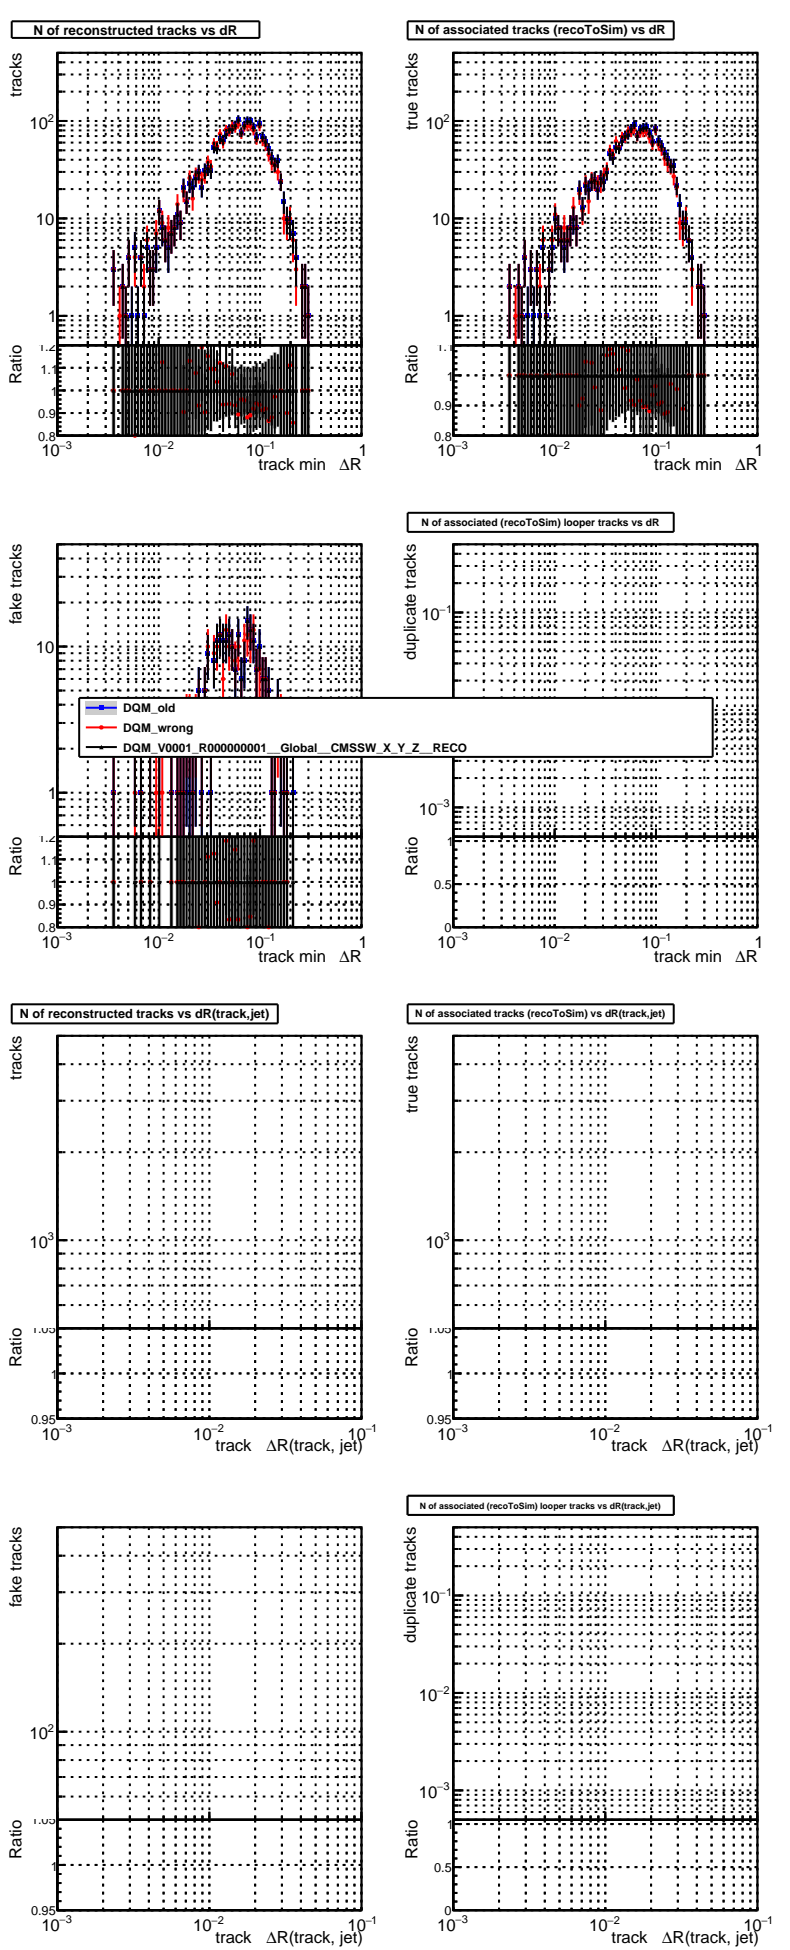 N of reconstructed tracks vs dR
N of associated tracks (recoToSim) vs dR
tracks
10²
10
1
Ratio
1.2
1.1
1
0.9
0.8
10⁻³
10⁻²
10⁻¹
1
track min ΔR
true tracks
10²
10
1
Ratio
1.1
1
0.9
0.8
10⁻³
10⁻²
10⁻¹
1
track min ΔR
N of associated (recoToSim) looper tracks vs dR
fake tracks
10
1
Ratio
1.2
1.1
1
0.9
0.8
10⁻³
10⁻²
10⁻¹
1
track min ΔR
duplicate tracks
10⁻¹
10⁻³
Ratio
1
0.5
0
10⁻³
10⁻²
10⁻¹
1
track min ΔR
DQM_old
DQM_wrong
DQM_V0001_R000000001__Global__CMSSW_X_Y_Z__RECO
N of reconstructed tracks vs dR(track,jet)
N of associated tracks (recoToSim) vs dR(track,jet)
tracks
10³
Ratio
1.05
1
0.95
10⁻³
10⁻²
10⁻¹
track ΔR(track, jet)
true tracks
10³
Ratio
1.05
1
0.95
10⁻³
10⁻²
10⁻¹
track ΔR(track, jet)
N of associated (recoToSim) looper tracks vs dR(track,jet)
fake tracks
10²
Ratio
1.05
1
0.95
10⁻³
10⁻²
10⁻¹
track ΔR(track, jet)
duplicate tracks
10⁻¹
10⁻²
10⁻³
Ratio
1
0.5
0
10⁻³
10⁻²
10⁻¹
track ΔR(track, jet)